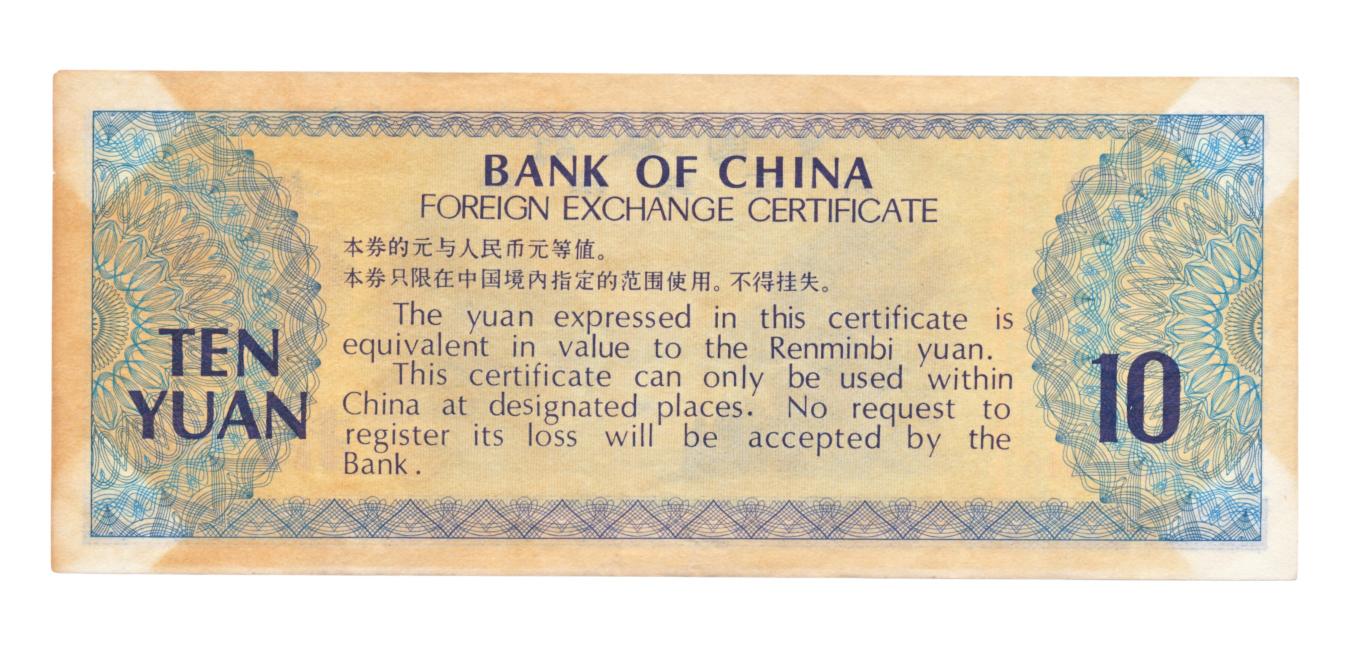 BANK OF CHINA
FOREIGN EXCHANGE CERTIFICATE
本券的元与人民币元等值。
本券只限在中国境内指定的范围使用。不得挂失。
The yuan expressed in this certificate is
equivalent in value to the Renminbi yuan.
This certificate can only be used within
China at designated places. No request to
register its loss will be accepted by the
Bank.
TEN
YUAN
10